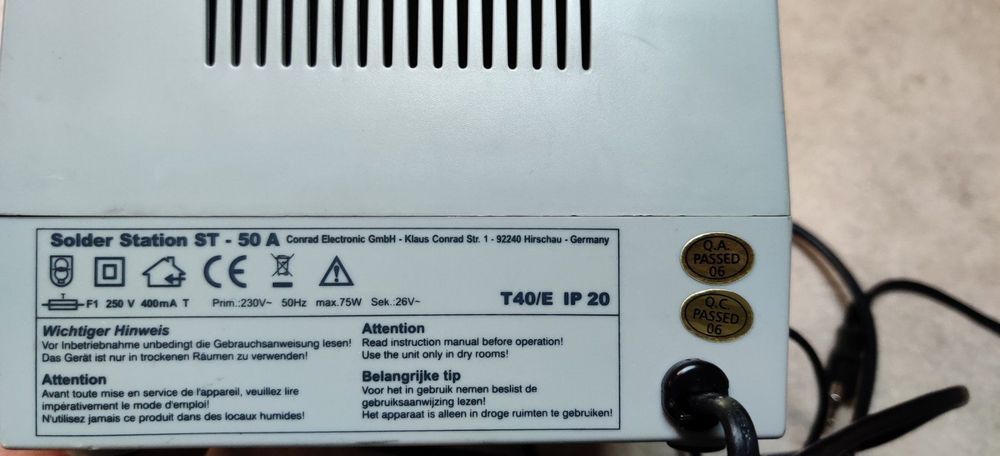 Solder Station ST - 50 A Conrad Electronic GmbH - Klaus Conrad Str. 1 - 92240 Hirschau - Germany
CE
F1 250 V 400mA T Prim.:230V~ 50Hz max.75W Sek.:26V~ T40/E IP 20
Wichtiger Hinweis
Vor Inbetriebnahme unbedingt die Gebrauchsanweisung lesen!
Das Gerät ist nur in trockenen Räumen zu verwenden!
Attention
Avant toute mise en service de l'appareil, veuillez lire
impérativement le mode d'emploi!
N'utilisez jamais ce produit dans des locaux humides!
Attention
Read instruction manual before operation!
Use the unit only in dry rooms!
Belangrijke tip
Voor het in gebruik nemen beslist de
gebruiksaanwijzing lezen!
Het apparaat is alleen in droge ruimten te gebruiken!
Q.A.
PASSED
06
Q.C.
PASSED
06